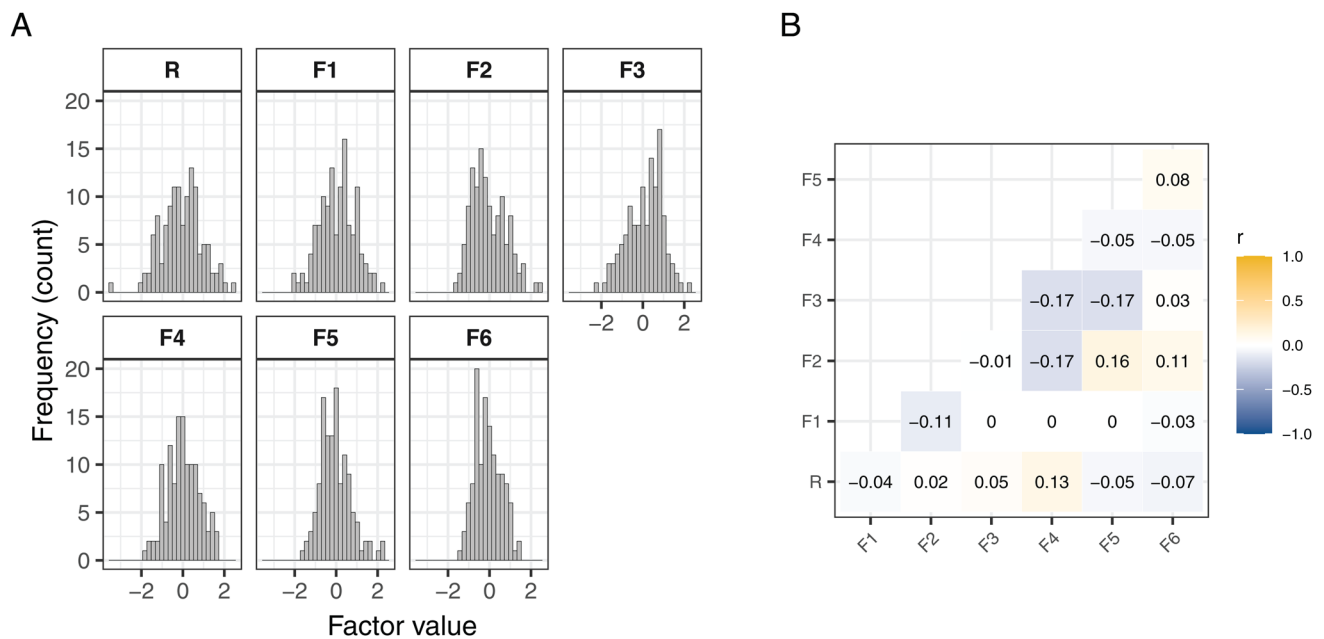 A
B
R F1 F2 F3
20
15
10
5
0
−2 0 2
F4 F5 F6
20
15
10
5
0
−2 0 2 −2 0 2 −2 0 2
Frequency (count)
Factor value
F5 0.08
F4 −0.05 −0.05
F3 −0.17 −0.17 0.03
F2 −0.01 −0.17 0.16 0.11
F1 −0.11 0 0 0 −0.03
R −0.04 0.02 0.05 0.13 −0.05 −0.07
F1 F2 F3 F4 F5 F6
r
1.0
0.5
0.0
−0.5
−1.0